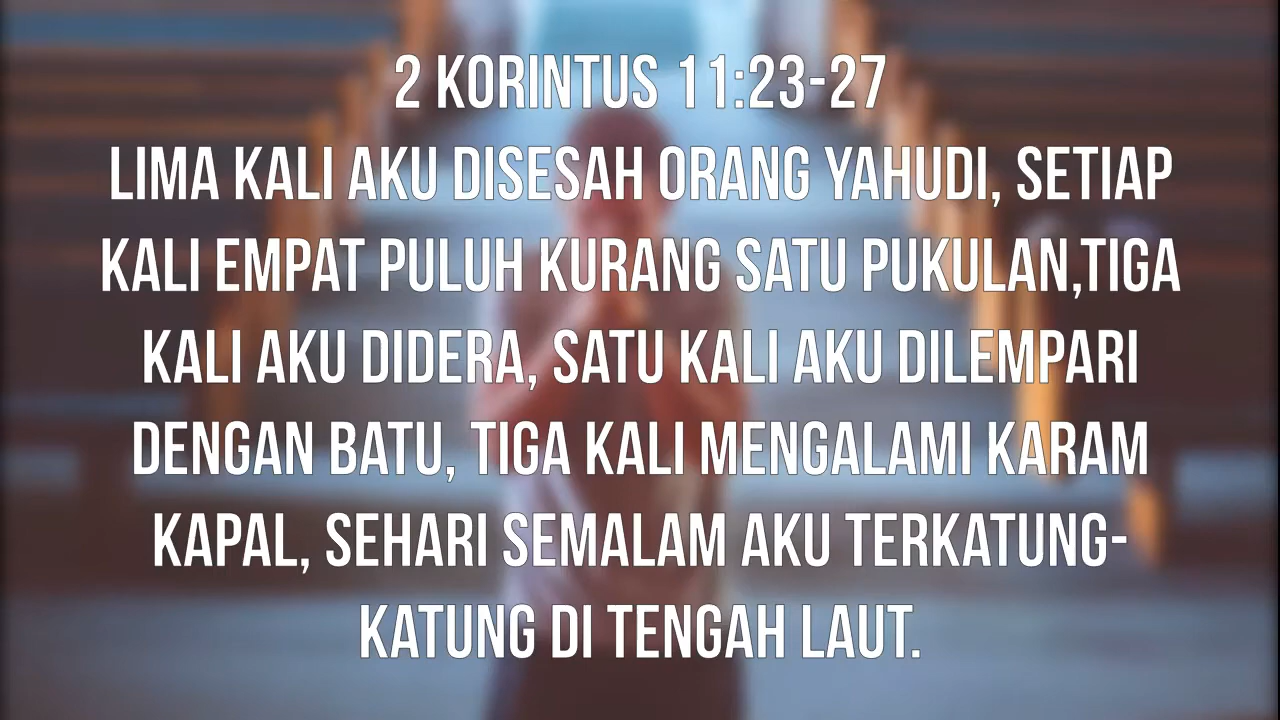 2 KORINTUS 11:23-27
LIMA KALI AKU DISESAH ORANG YAHUDI, SETIAP
KALI EMPAT PULUH KURANG SATU PUKULAN,TIGA
KALI AKU DIDERA, SATU KALI AKU DILEMPARI
DENGAN BATU, TIGA KALI MENGALAMI KARAM
KAPAL, SEHARI SEMALAM AKU TERKATUNG-
KATUNG DI TENGAH LAUT.